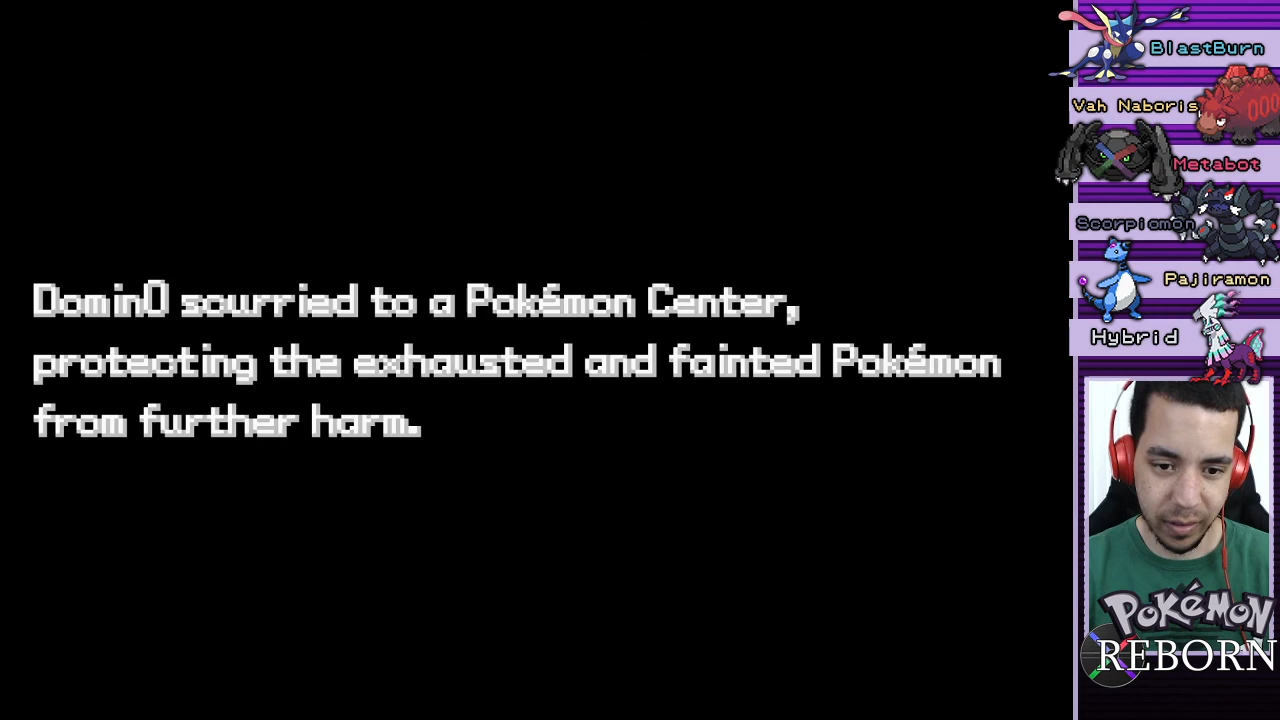 Domin0 scurried to a Pokémon Center,
protecting the exhausted and fainted Pokémon
from further harm.
BlastBurn
Vah Naboris
Metabot
Scorpiomon
Pajiramon
Hybrid
POKéMON
REBORN